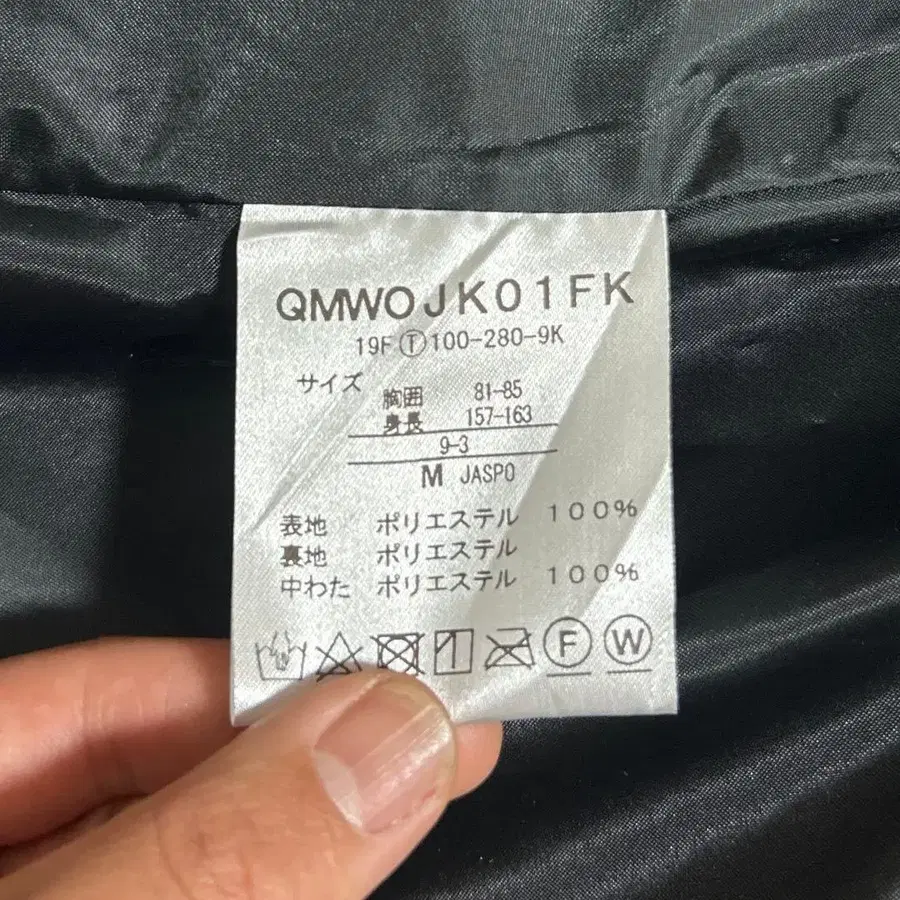 QMWOJK01FK
19F Ⓣ100-280-9K
サイズ 胸囲 81-85
身長 157-163
9-3
M JASPO
表地 ポリエステル 100%
裏地 ポリエステル
中わた ポリエステル 100%
F W